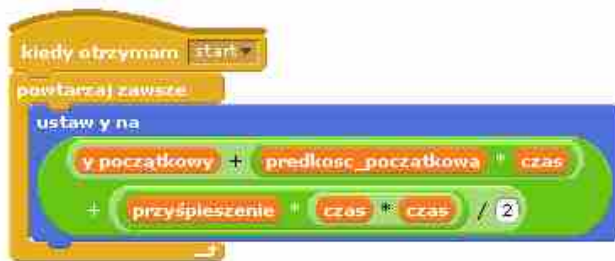 kiedy otrzymam start
powtarzaj zawsze
ustaw y na
y początkowy + predkosc_poczatkowa * czas
+ przyśpieszenie * czas * czas / 2